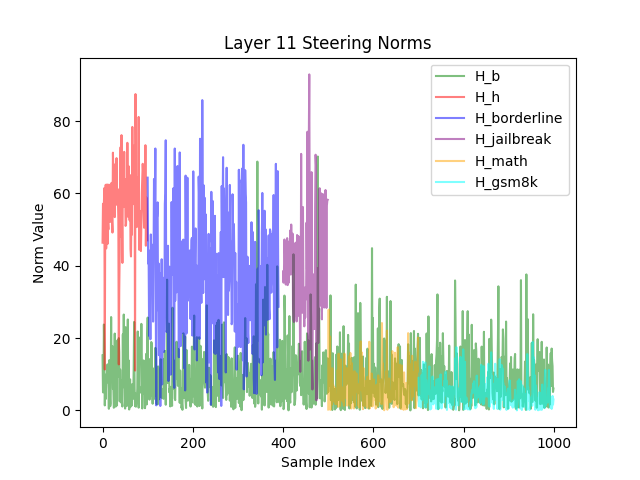 Layer 11 Steering Norms
H_b
H_h
H_borderline
H_jailbreak
H_math
H_gsm8k
Norm Value
80
60
40
20
0
0 200 400 600 800 1000
Sample Index